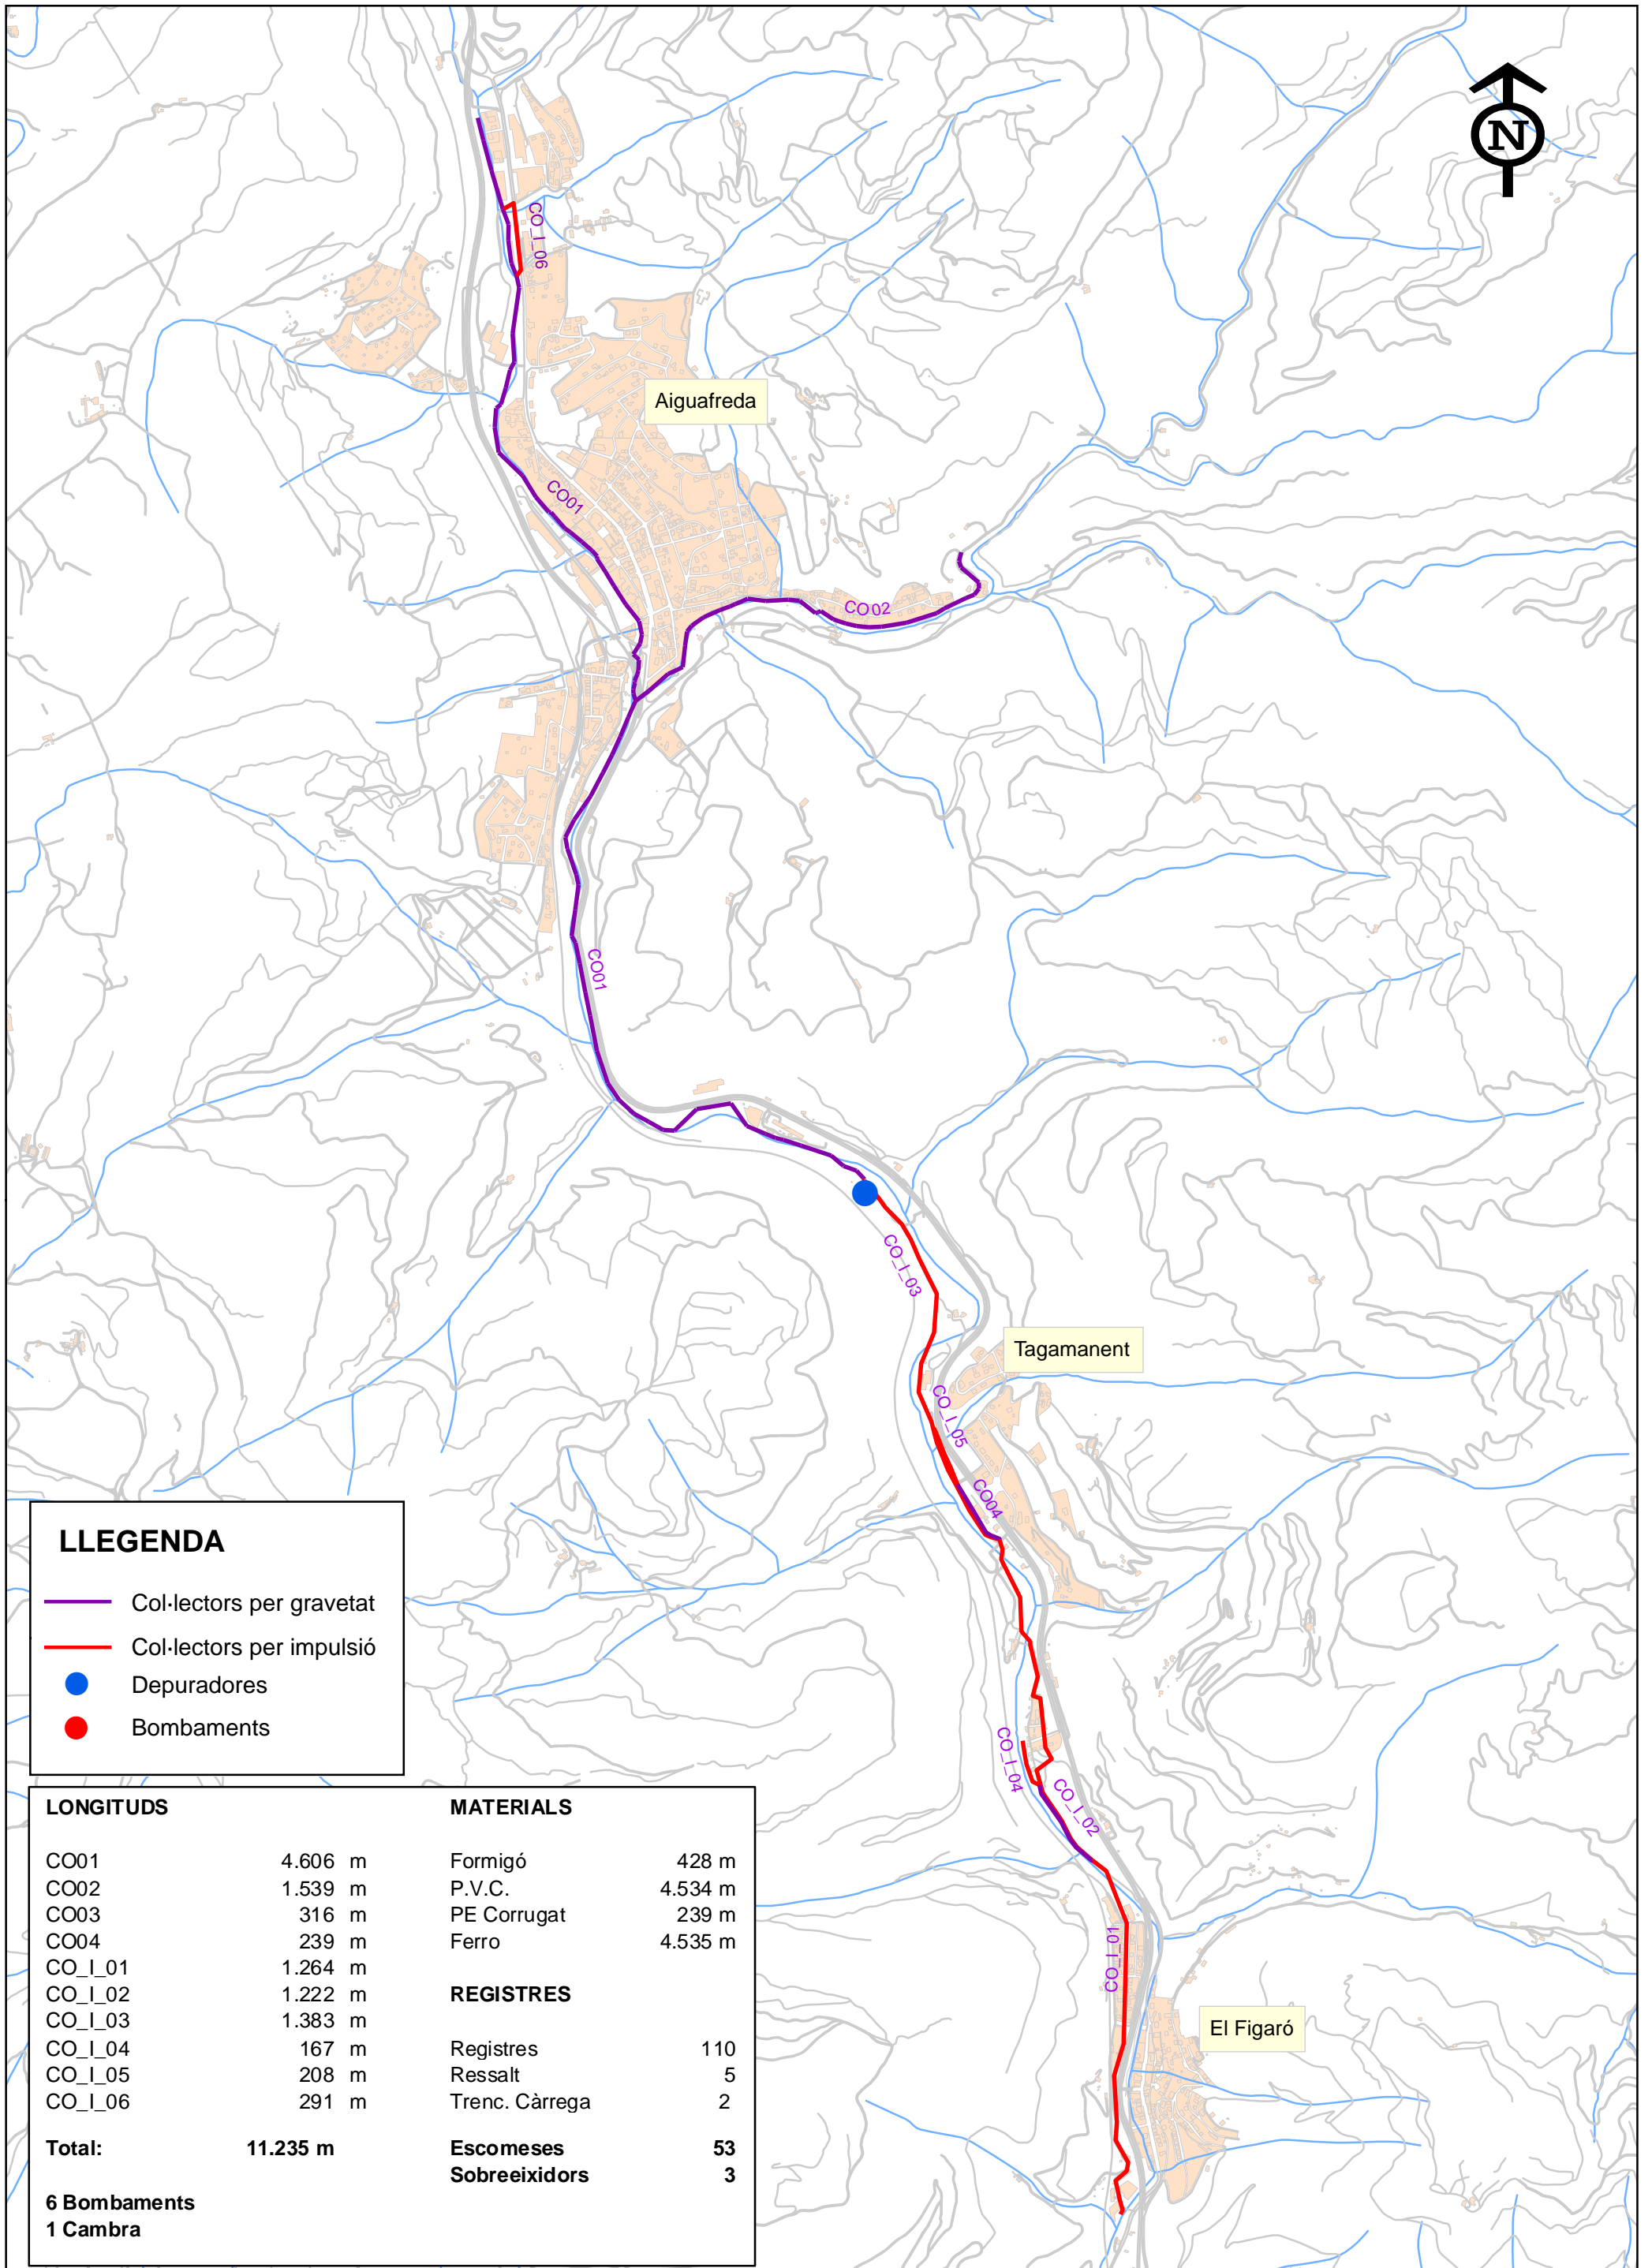 N
CO_I_06
Aiguafreda
CO01
CO02
CO01
CO_I_03
Tagamanent
CO_I_05
CO04
CO_I_04
CO_I_02
CO_I_01
El Figaró
LLEGENDA
Col·lectors per gravetat
Col·lectors per impulsió
Depuradores
Bombaments
LONGITUDS MATERIALS
CO01 4.606 m Formigó 428 m
CO02 1.539 m P.V.C. 4.534 m
CO03 316 m PE Corrugat 239 m
CO04 239 m Ferro 4.535 m
CO_I_01 1.264 m
CO_I_02 1.222 m REGISTRES
CO_I_03 1.383 m
CO_I_04 167 m Registres 110
CO_I_05 208 m Ressalt 5
CO_I_06 291 m Trenc. Càrrega 2
Total: 11.235 m Escomeses 53
Sobreeixidors 3
6 Bombaments
1 Cambra